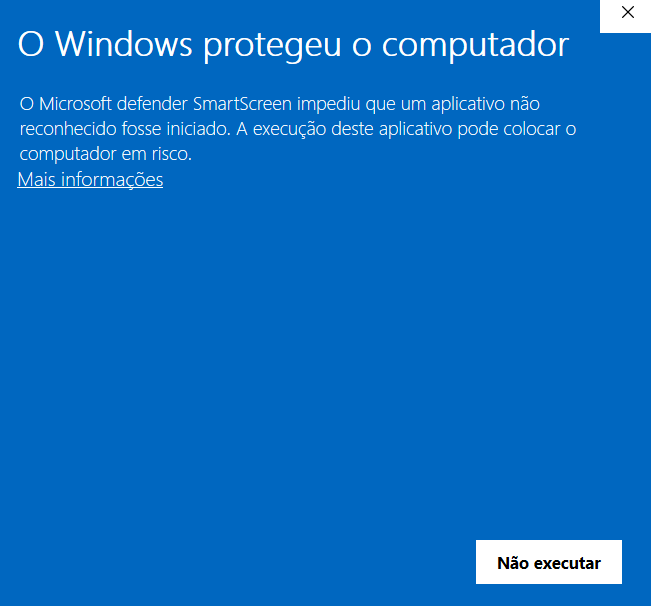 O Windows protegeu o computador
O Microsoft defender SmartScreen impediu que um aplicativo não
reconhecido fosse iniciado. A execução deste aplicativo pode colocar o
computador em risco.
Mais informações
Não executar